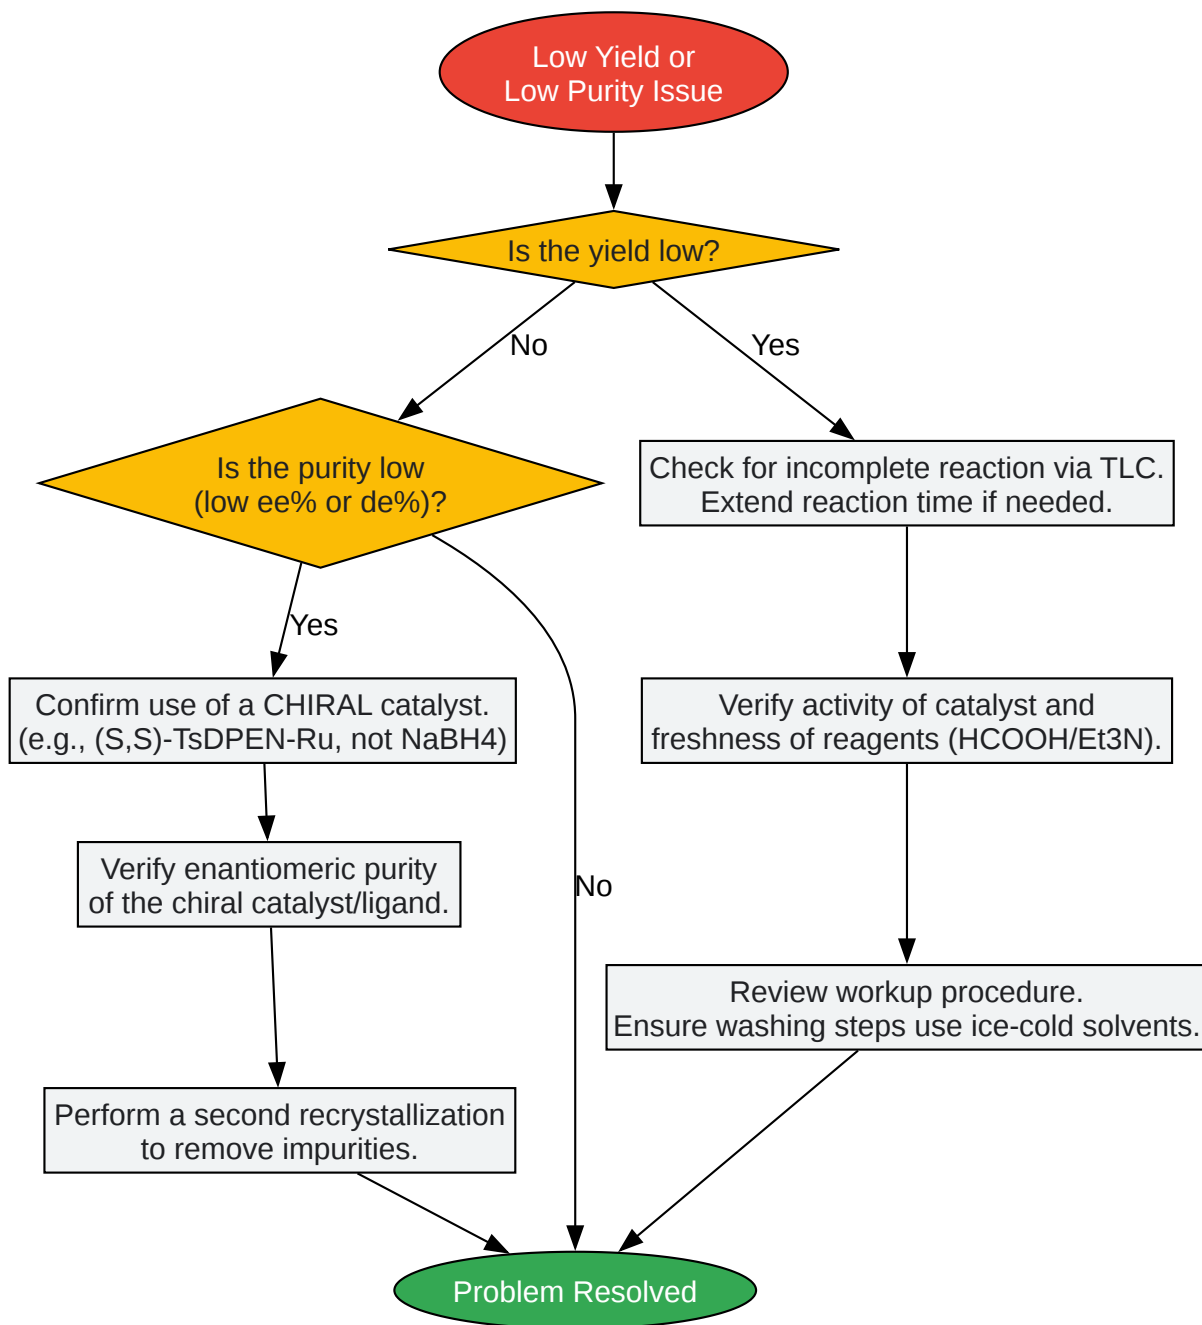 Low Yield or
Low Purity Issue
Is the yield low?
No
Yes
Is the purity low
(low ee% or de%)?
Check for incomplete reaction via TLC.
Extend reaction time if needed.
Yes
Confirm use of a CHIRAL catalyst.
(e.g., (S,S)-TsDPEN-Ru, not NaBH4)
Verify activity of catalyst and
freshness of reagents (HCOOH/Et3N).
Verify enantiomeric purity
of the chiral catalyst/ligand.
No
Review workup procedure.
Ensure washing steps use ice-cold solvents.
Perform a second recrystallization
to remove impurities.
Problem Resolved